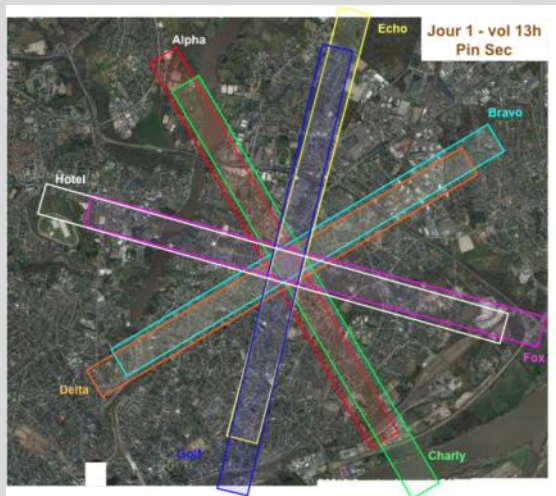 Jour 1 - vol 13h
Pin Sec
Echo
Alpha
Bravo
Hotel
Fox
Delta
Golf
Charly